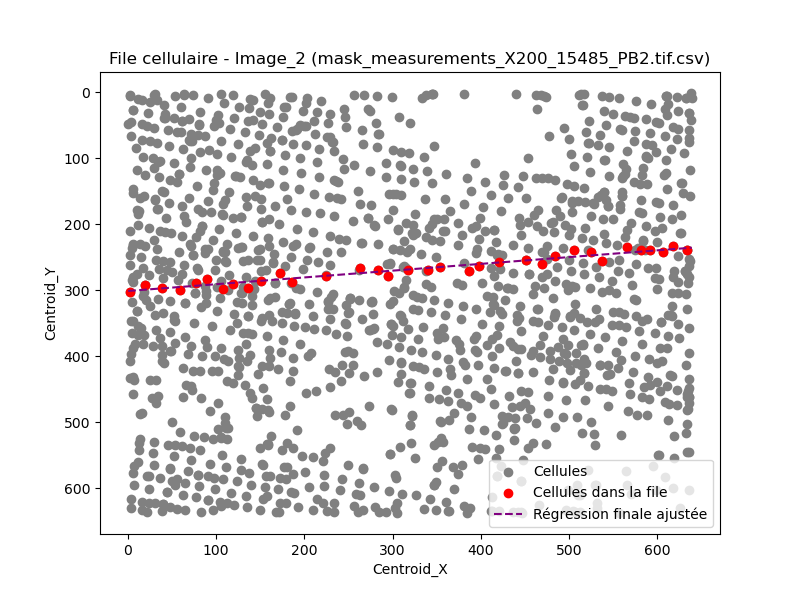 File cellulaire - Image_2 (mask_measurements_X200_15485_PB2.tif.csv)
0
100
200
300
400
500
600
Centroid_Y
Cellules
Cellules dans la file
Régression finale ajustée
0 100 200 300 400 500 600
Centroid_X